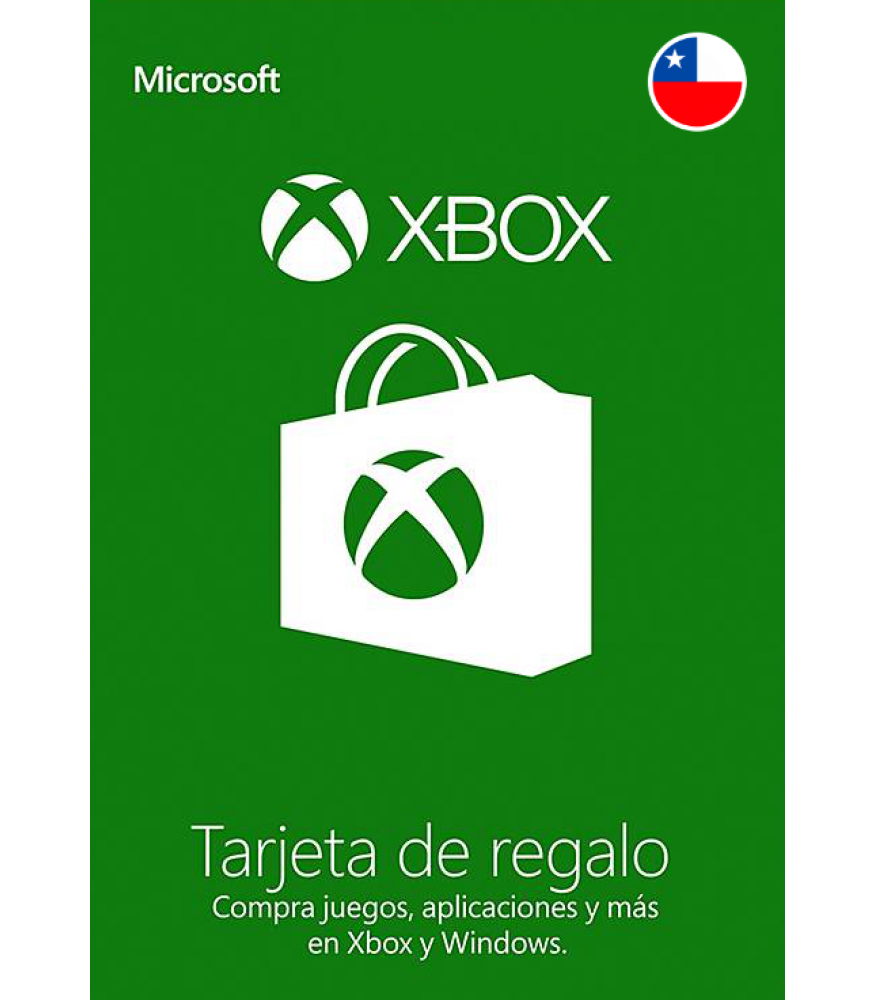 Microsoft
XBOX
Tarjeta de regalo
Compra juegos, aplicaciones y más
en Xbox y Windows.